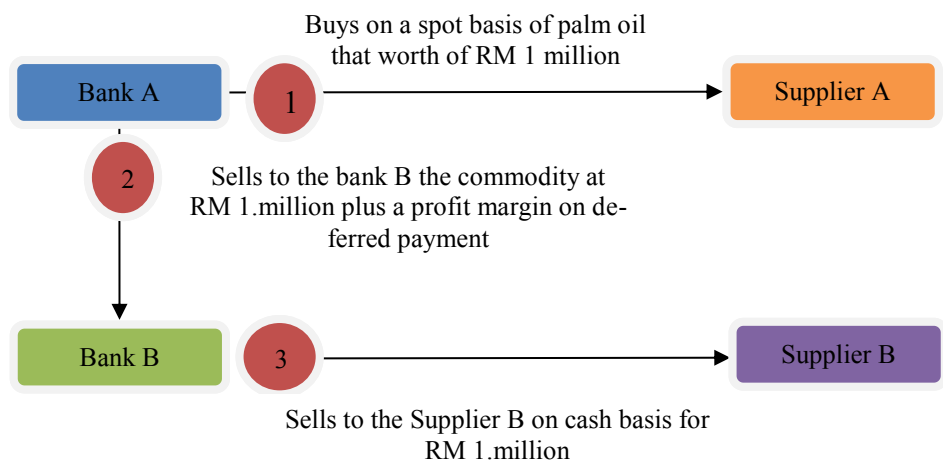 Buys on a spot basis of palm oil
that worth of RM 1 million
Bank A
1
Supplier A
2
Sells to the bank B the commodity at
RM 1.million plus a profit margin on de-
ferred payment
Bank B
3
Supplier B
Sells to the Supplier B on cash basis for
RM 1.million